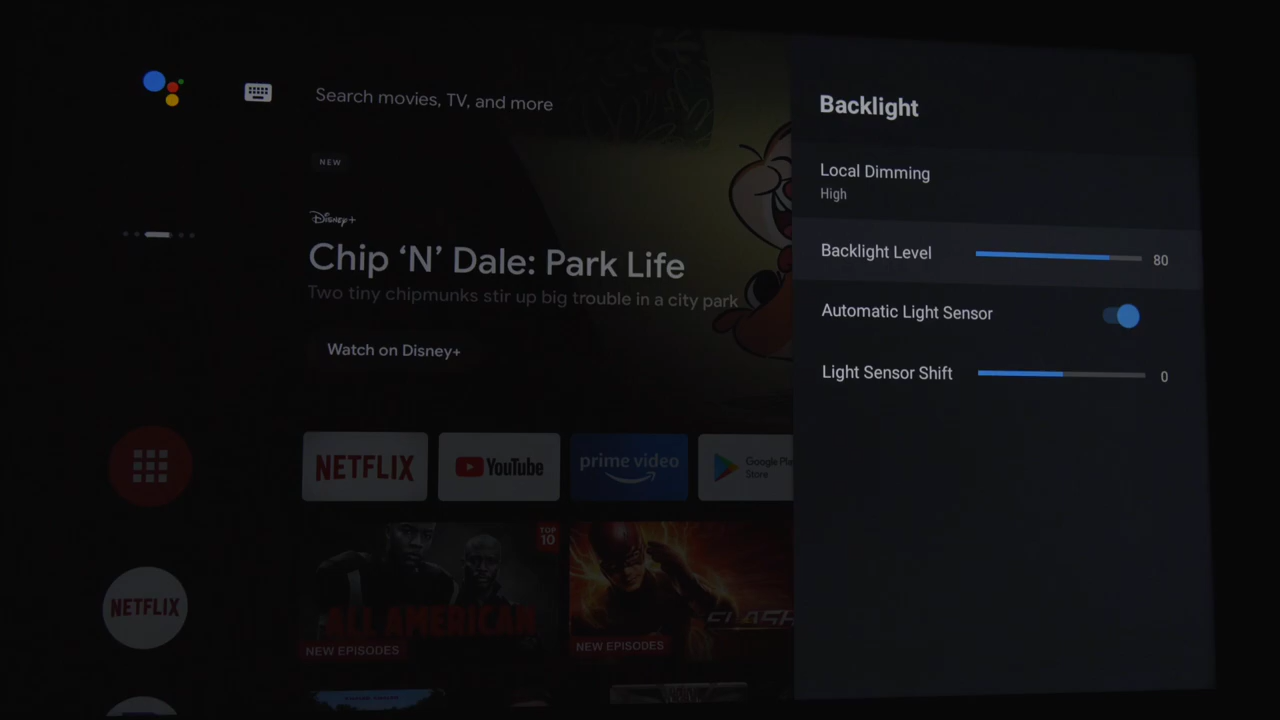 Search movies, TV, and more
NEW
Disney+
Chip ‘N’ Dale: Park Life
Two tiny chipmunks stir up big trouble in a city park
Watch on Disney+
NETFLIX
YouTube
prime video
Google Pla
Store
TOP
10
ALL AMERICAN
NEW EPISODES
FLASH
NEW EPISODES
NETFLIX
Backlight
Local Dimming
High
Backlight Level 80
Automatic Light Sensor
Light Sensor Shift 0